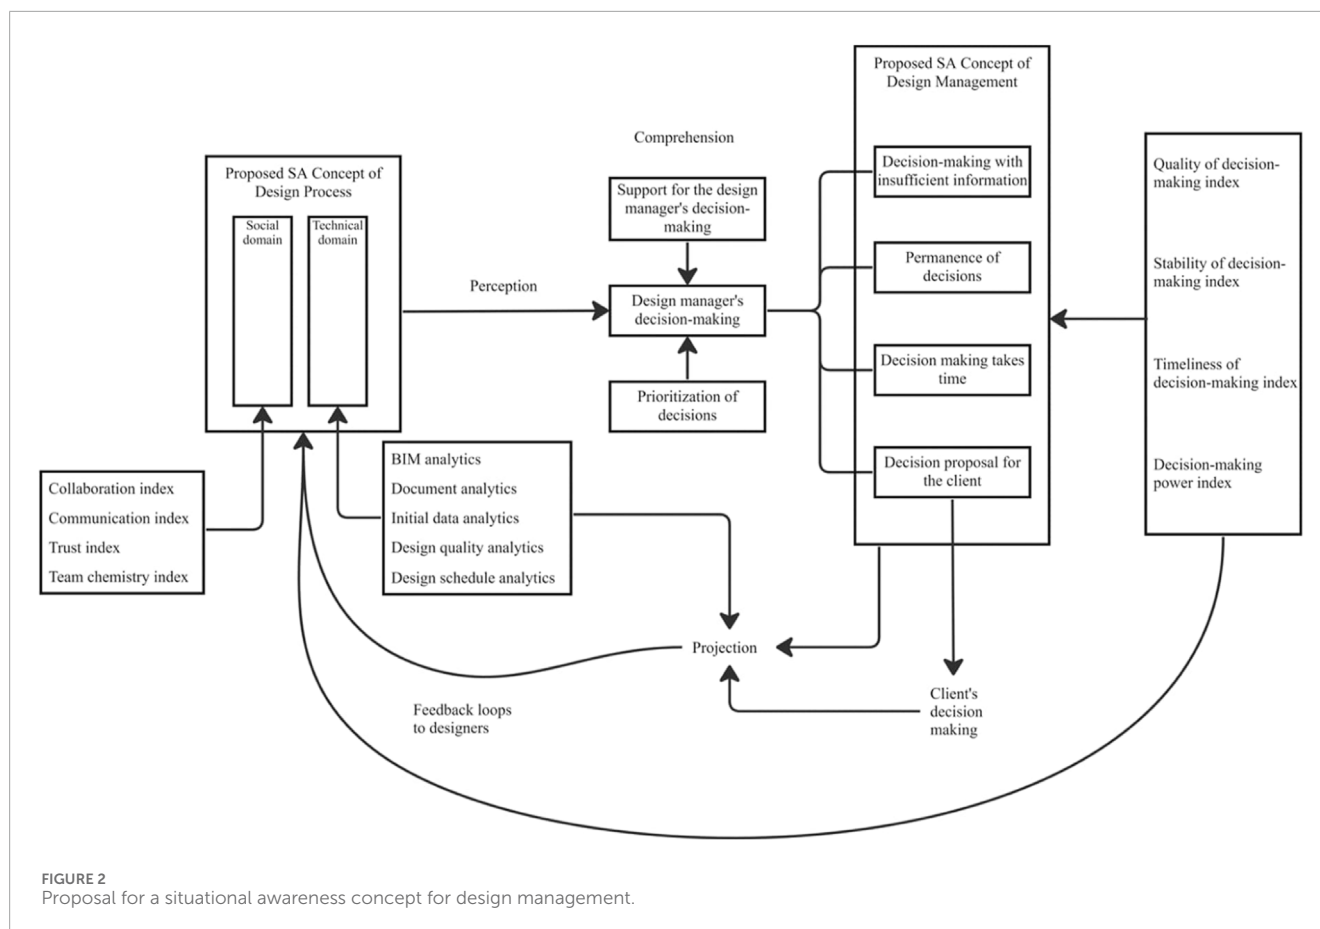 Proposed SA Concept of
Design Process
Social
domain
Technical
domain
Collaboration index
Communication index
Trust index
Team chemistry index
BIM analytics
Document analytics
Initial data analytics
Design quality analytics
Design schedule analytics
Perception
Comprehension
Support for the design
manager's decision-
making
Design manager's
decision-making
Prioritization of
decisions
Proposed SA Concept of
Design Management
Decision-making with
insufficient information
Permanence of
decisions
Decision making takes
time
Decision proposal for
the client
Quality of decision-
making index
Stability of decision-
making index
Timeliness of
decision-making index
Decision-making
power index
Projection
Client's
decision
making
Feedback loops
to designers
FIGURE 2
Proposal for a situational awareness concept for design management.